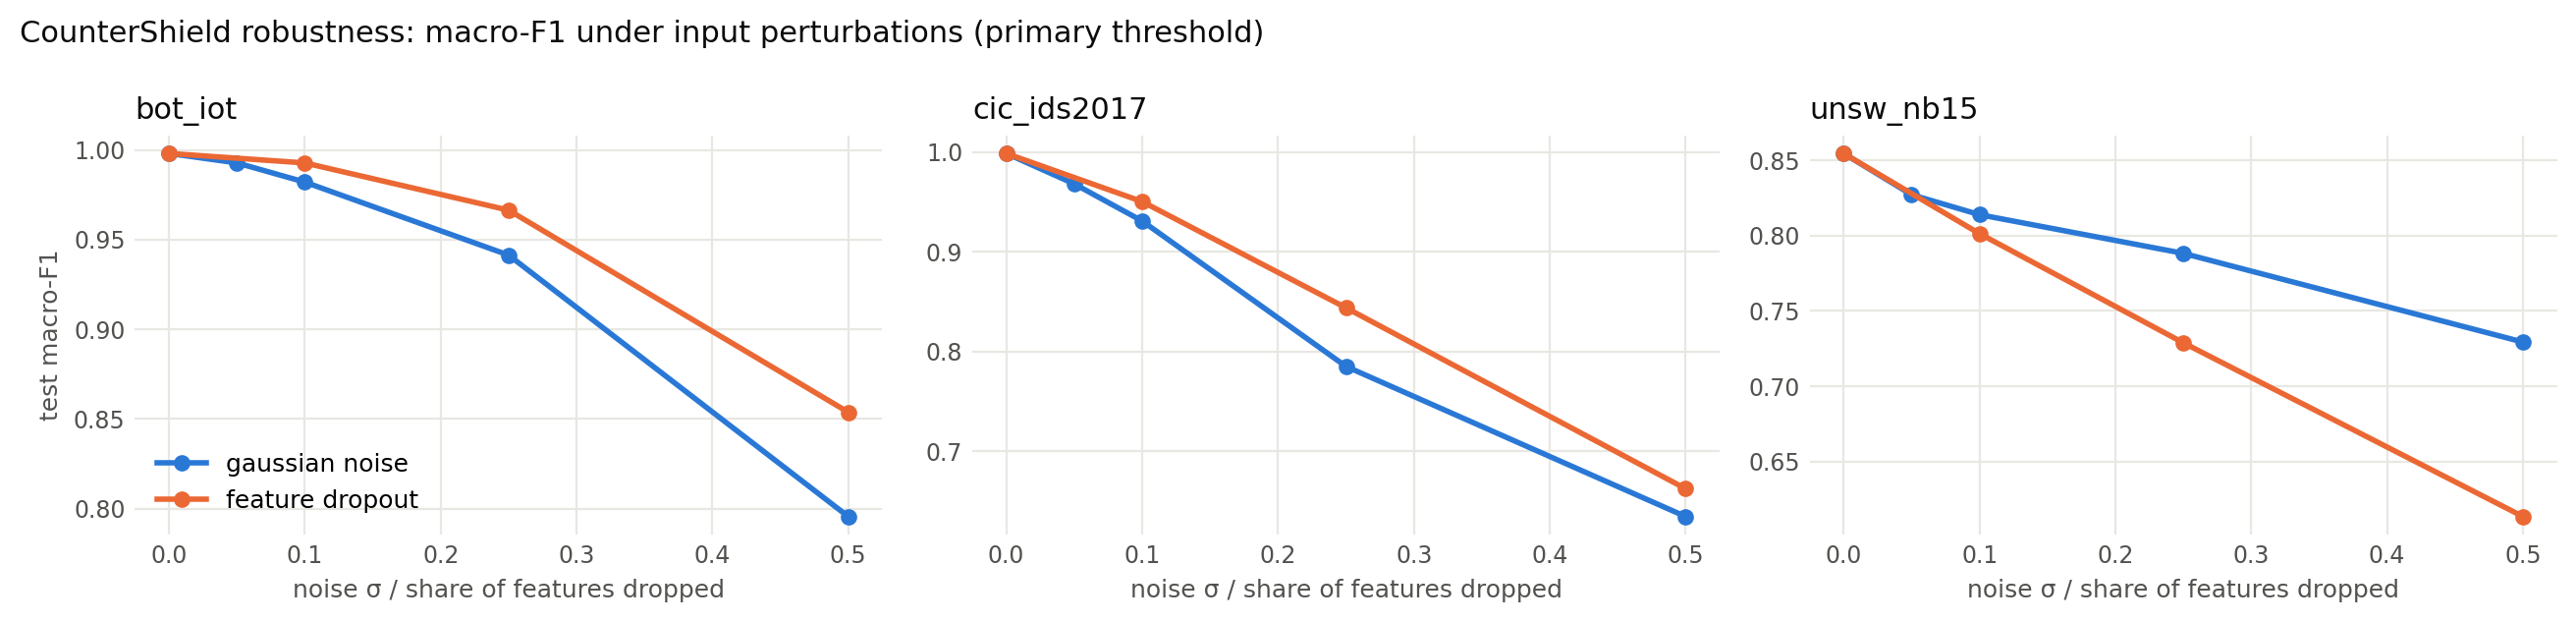 CounterShield robustness: macro-F1 under input perturbations (primary threshold)
bot_iot
test macro-F1
1.00
0.95
0.90
0.85
0.80
gaussian noise
feature dropout
0.0 0.1 0.2 0.3 0.4 0.5
noise σ / share of features dropped
cic_ids2017
1.0
0.9
0.8
0.7
0.0 0.1 0.2 0.3 0.4 0.5
noise σ / share of features dropped
unsw_nb15
0.85
0.80
0.75
0.70
0.65
0.0 0.1 0.2 0.3 0.4 0.5
noise σ / share of features dropped